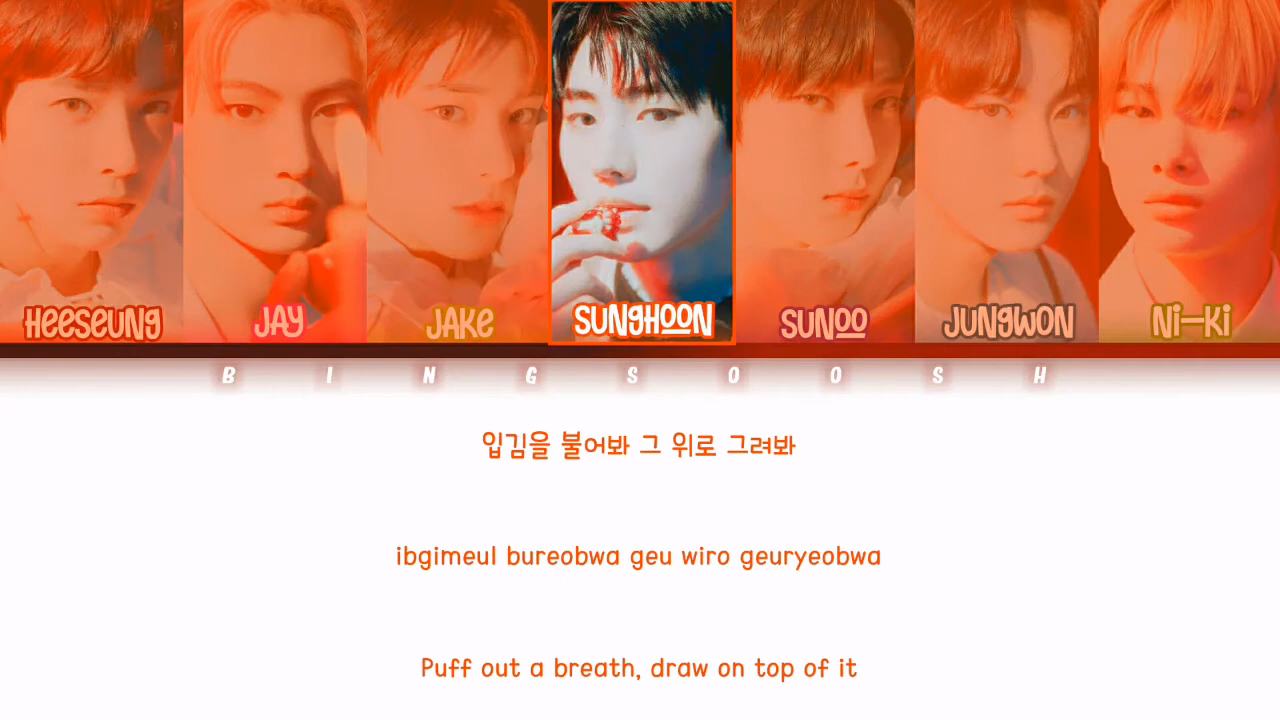 HEESEUNG JAY JAKE SUNGHOON SUNOO JUNGWON Ni-Ki
B I N G S O O S H
입김을 불어봐 그 위로 그려봐
ibgimeul bureobwa geu wiro geuryeobwa
Puff out a breath, draw on top of it